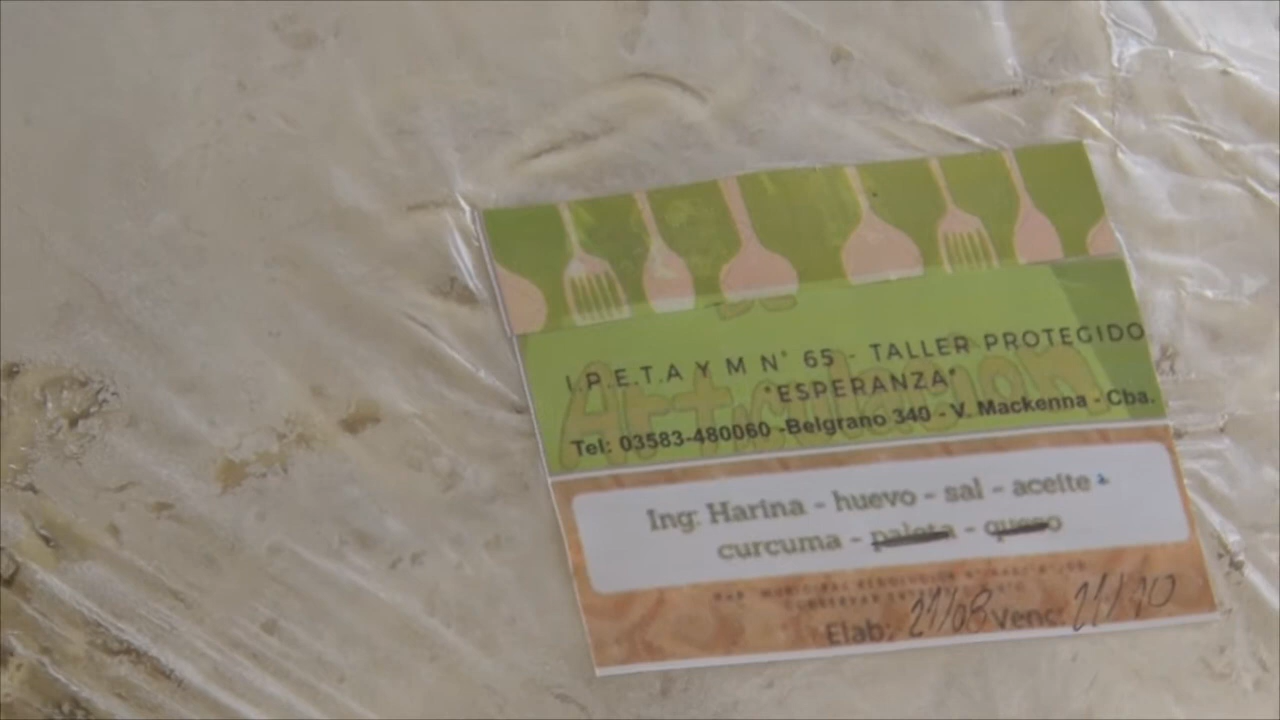 Articulación
I.P.E.T.A Y M N° 65 - TALLER PROTEGIDO
"ESPERANZA"
Tel: 03583-480060 -Belgrano 340 - V. Mackenna - Cba.
Ing: Harina - huevo - sal - aceite
curcuma - paleta - queso
Elab: 21/08 Venc: 21/10